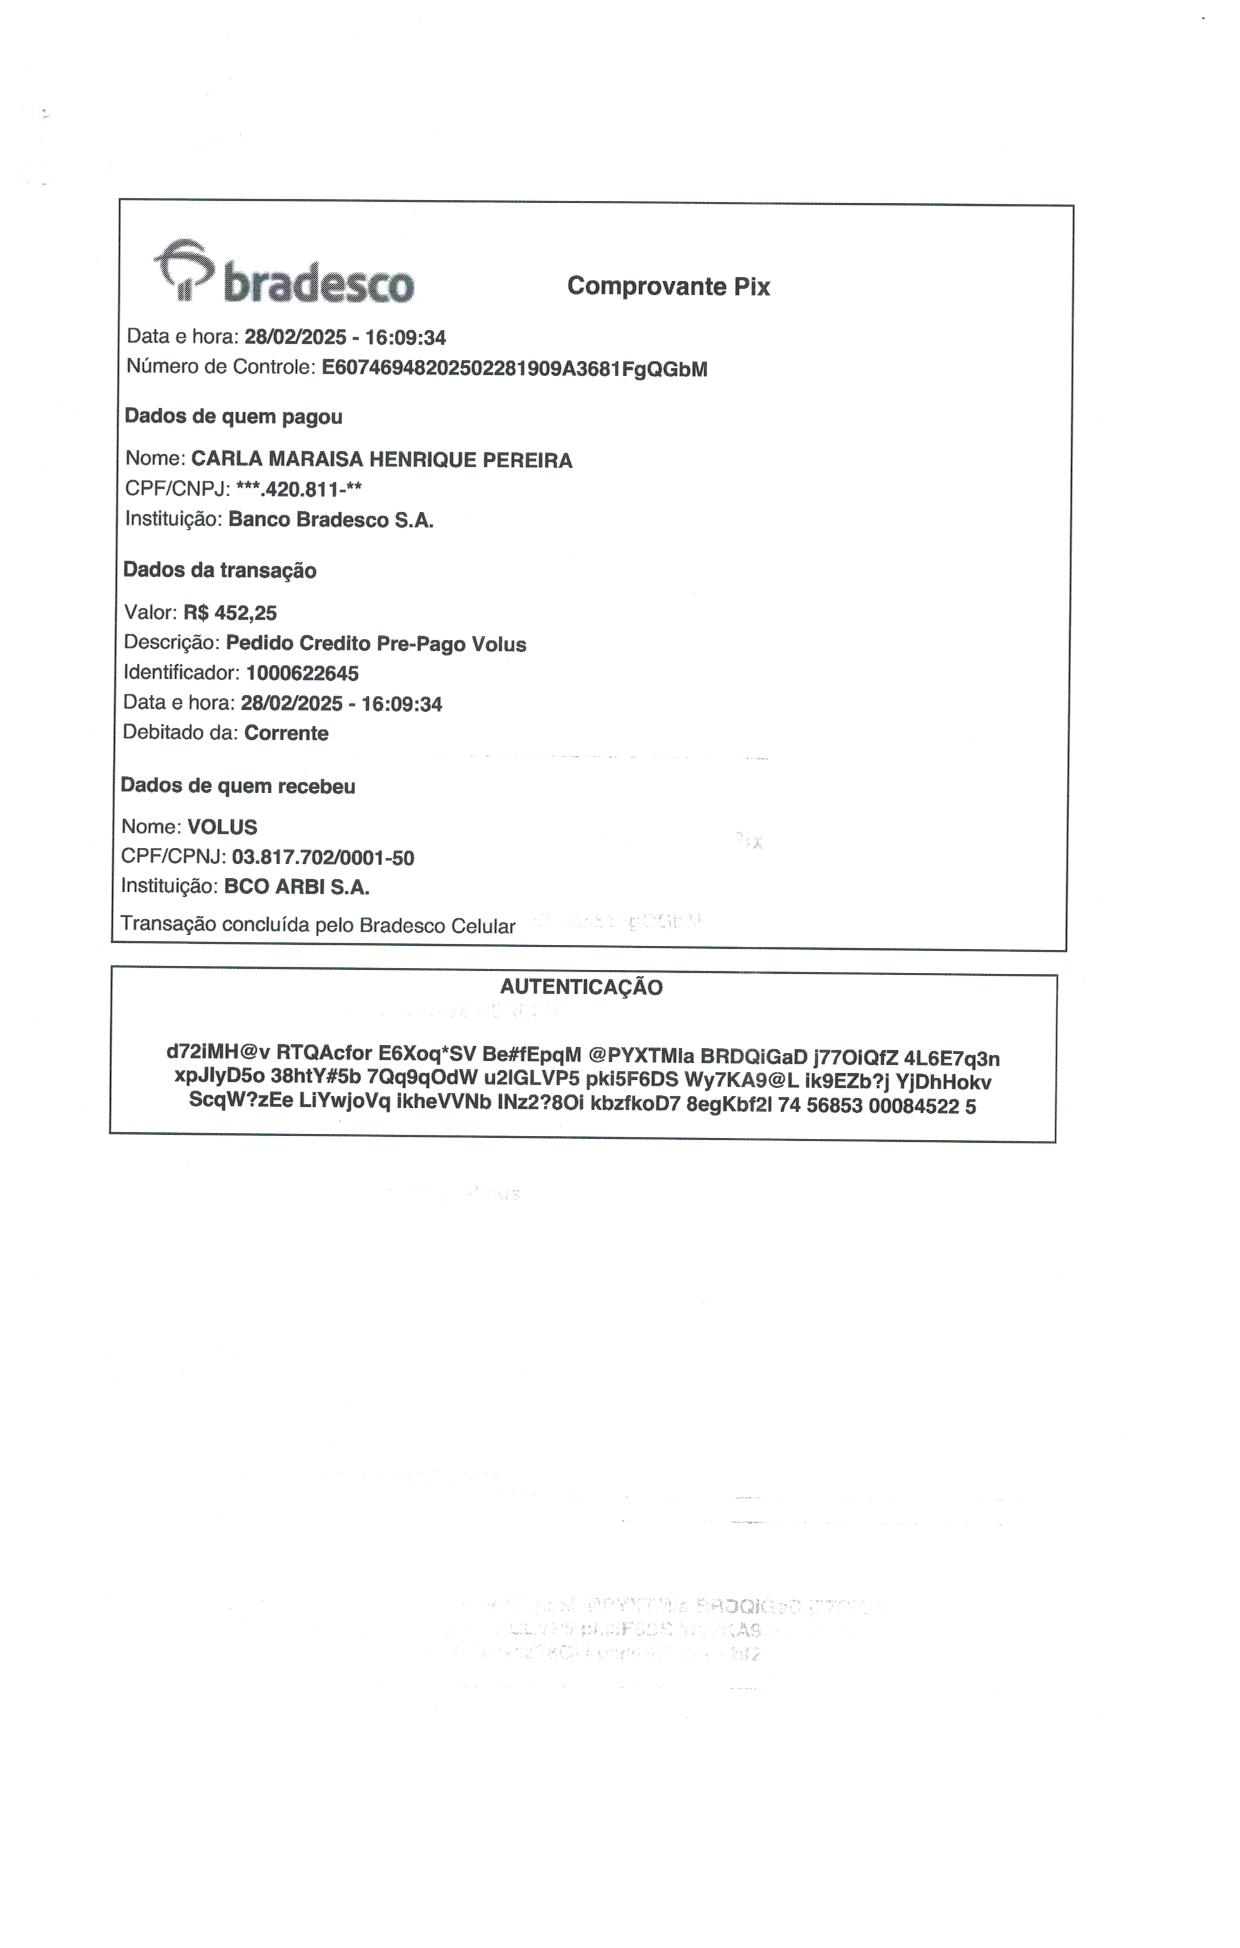 bradesco
Comprovante Pix
Data e hora: 28/02/2025 - 16:09:34
Número de Controle: E60746948202502281909A3681FgQGbM
Dados de quem pagou
Nome: CARLA MARAISA HENRIQUE PEREIRA
CPF/CNPJ: ***.420.811-**
Instituição: Banco Bradesco S.A.
Dados da transação
Valor: R$ 452,25
Descrição: Pedido Credito Pre-Pago Volus
Identificador: 1000622645
Data e hora: 28/02/2025 - 16:09:34
Debitado da: Corrente
Dados de quem recebeu
Nome: VOLUS
CPF/CPNJ: 03.817.702/0001-50
Instituição: BCO ARBI S.A.
Transação concluída pelo Bradesco Celular
AUTENTICAÇÃO
d72iMH@v RTQAcfor E6Xoq*SV Be#fEpqM @PYXTMla BRDQiGaD j77OiQfZ 4L6E7q3n
xpJlyD5o 38htY#5b 7Qq9qOdW u2IGLVP5 pki5F6DS Wy7KA9@L ik9EZb?j YjDhHokv
ScqW?zEe LiYwjoVq ikheVVNb INz2?8Oi kbzfkoD7 8egKbf2I 74 56853 00084522 5